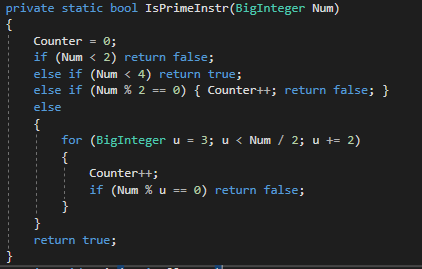 private static bool IsPrimeInstr(BigInteger Num)
{
Counter = 0;
if (Num < 2) return false;
else if (Num < 4) return true;
else if (Num % 2 == 0) { Counter++; return false; }
else
{
for (BigInteger u = 3; u < Num / 2; u += 2)
{
Counter++;
if (Num % u == 0) return false;
}
}
return true;
}